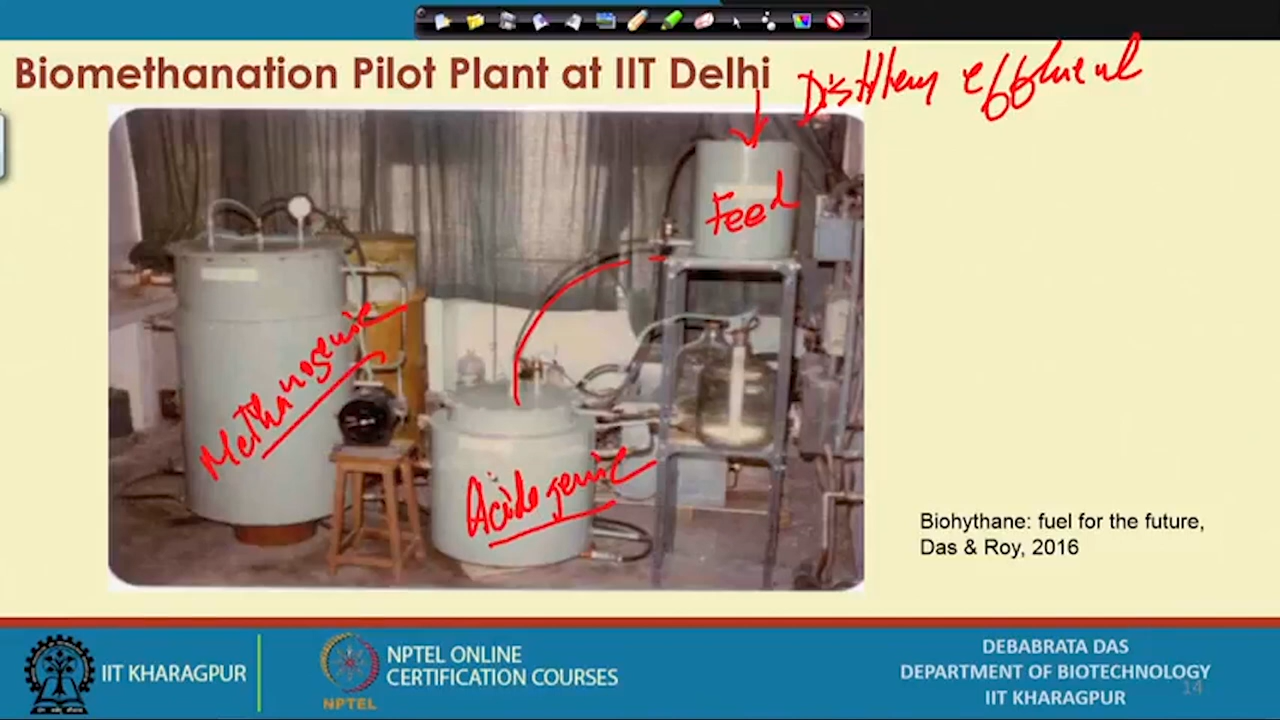 Biomethanation Pilot Plant at IIT Delhi
Distillery effluent
Feed
Methanogenic
Acidogenic
Biohythane: fuel for the future,
Das & Roy, 2016
IIT KHARAGPUR
NPTEL
NPTEL ONLINE
CERTIFICATION COURSES
DEBABRATA DAS
DEPARTMENT OF BIOTECHNOLOGY
IIT KHARAGPUR
14